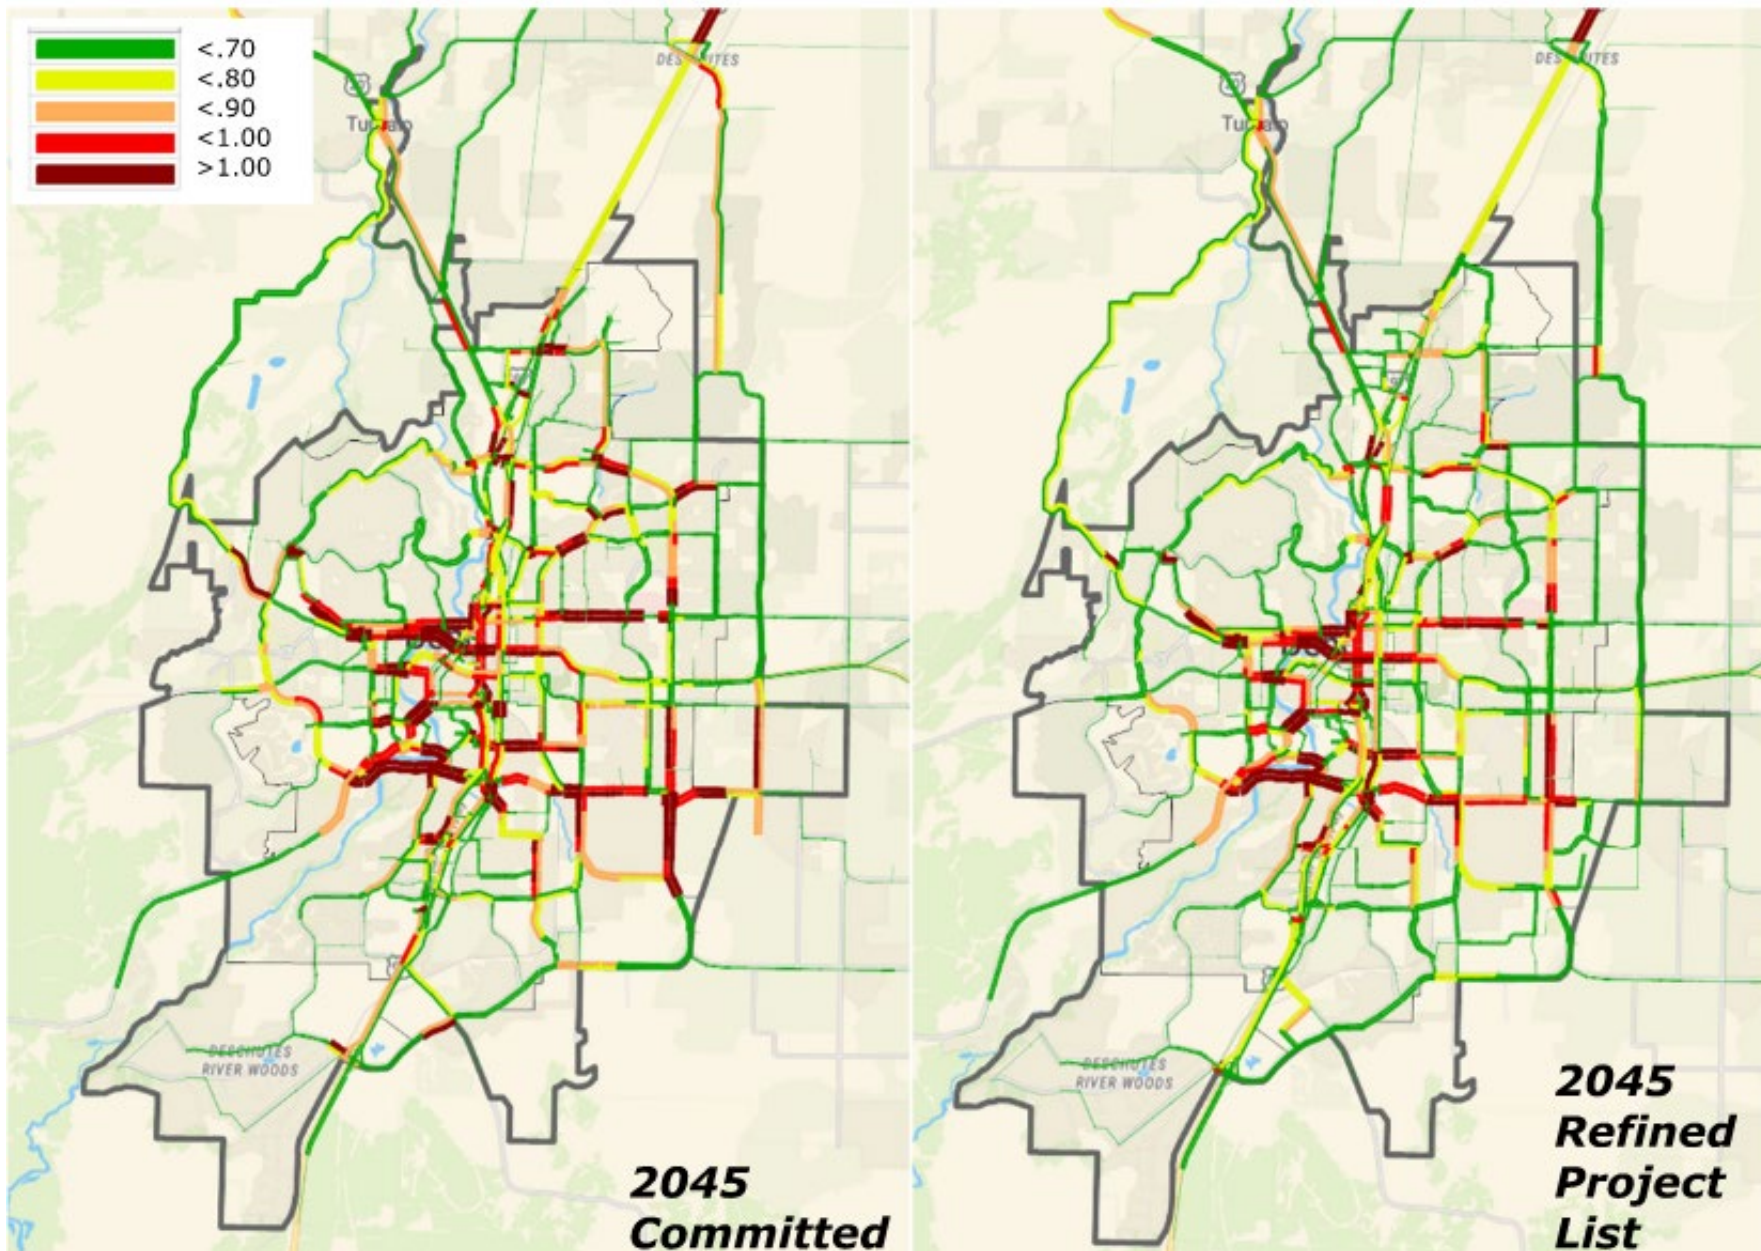 <.70
<.80
<.90
<1.00
>1.00
2045
Committed
DESCHUTES
RIVER WOODS
2045
Refined
Project
List
DESCHUTES
RIVER WOODS